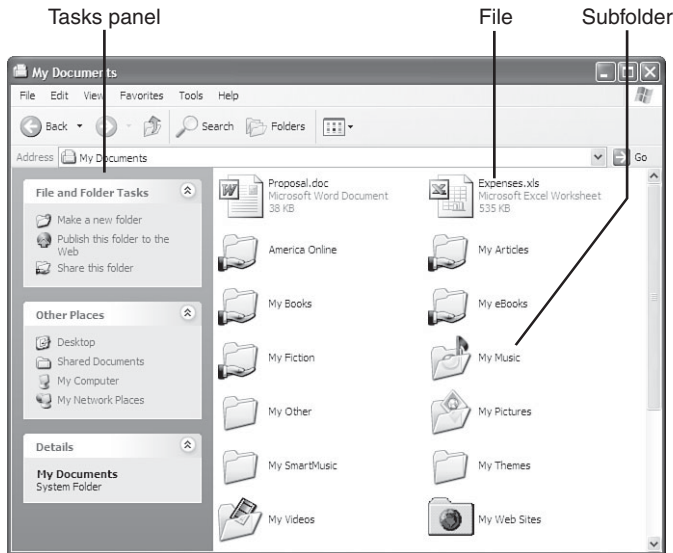 Tasks panel File Subfolder
My Documents
File Edit View Favorites Tools Help
Back Search Folders
Address My Documents Go
File and Folder Tasks
Make a new folder
Publish this folder to the
Web
Share this folder
Other Places
Desktop
Shared Documents
My Computer
My Network Places
Details
My Documents
System Folder
Proposal.doc
Microsoft Word Document
38 KB
Expenses.xls
Microsoft Excel Worksheet
535 KB
America Online My Articles
My Books My eBooks
My Fiction My Music
My Other My Pictures
My SmartMusic My Themes
My Videos My Web Sites